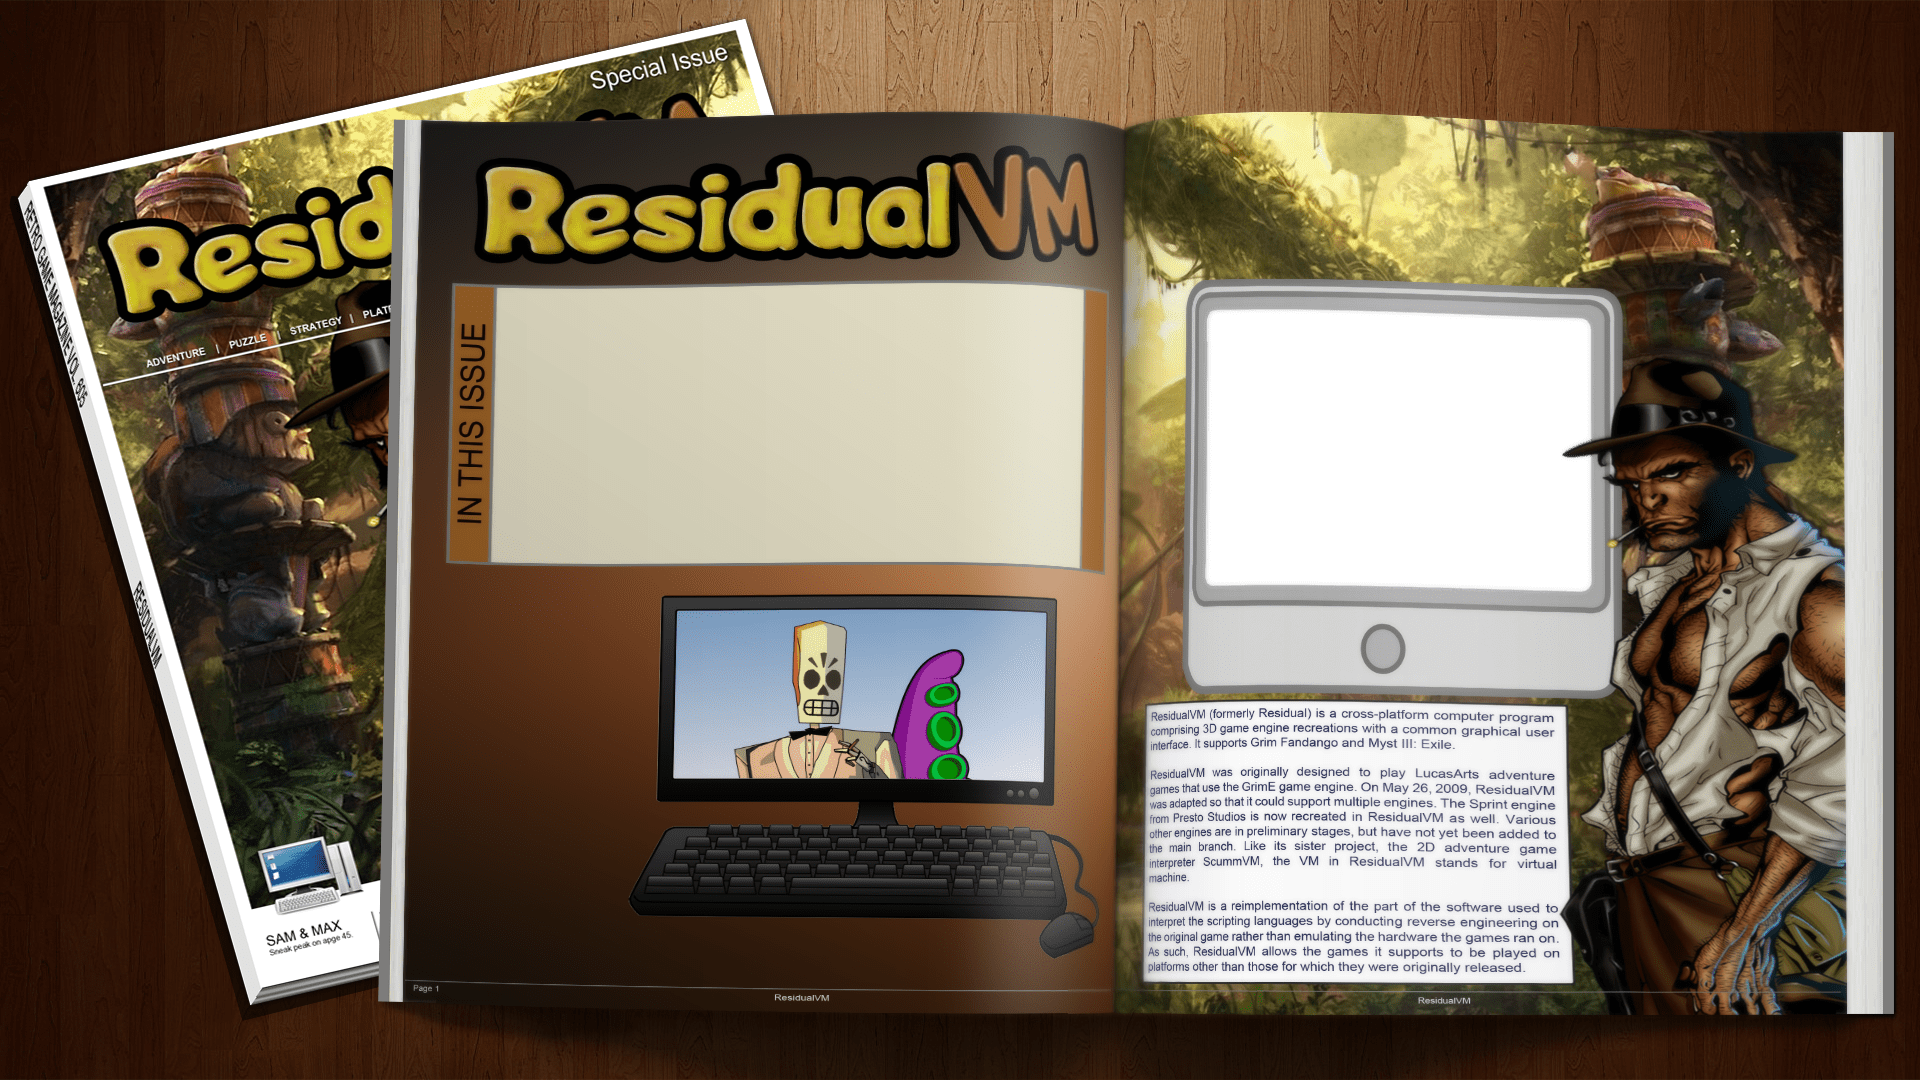 Special Issue
Resid
ADVENTURE | PUZZLE | STRATEGY | PLAT
RETRO GAME MAGAZINE VOL. 605
RESIDUALVM
SAM & MAX
Sneak peak on apge 45.
ResidualVM
IN THIS ISSUE
Page 1
ResidualVM
ResidualVM (formerly Residual) is a cross-platform computer program
comprising 3D game engine recreations with a common graphical user
interface. It supports Grim Fandango and Myst III: Exile.
ResidualVM was originally designed to play LucasArts adventure
games that use the GrimE game engine. On May 26, 2009, ResidualVM
was adapted so that it could support multiple engines. The Sprint engine
from Presto Studios is now recreated in ResidualVM as well. Various
other engines are in preliminary stages, but have not yet been added to
the main branch. Like its sister project, the 2D adventure game
interpreter ScummVM, the VM in ResidualVM stands for virtual
machine.
ResidualVM is a reimplementation of the part of the software used to
interpret the scripting languages by conducting reverse engineering on
the original game rather than emulating the hardware the games ran on.
As such, ResidualVM allows the games it supports to be played on
platforms other than those for which they were originally released.
ResidualVM